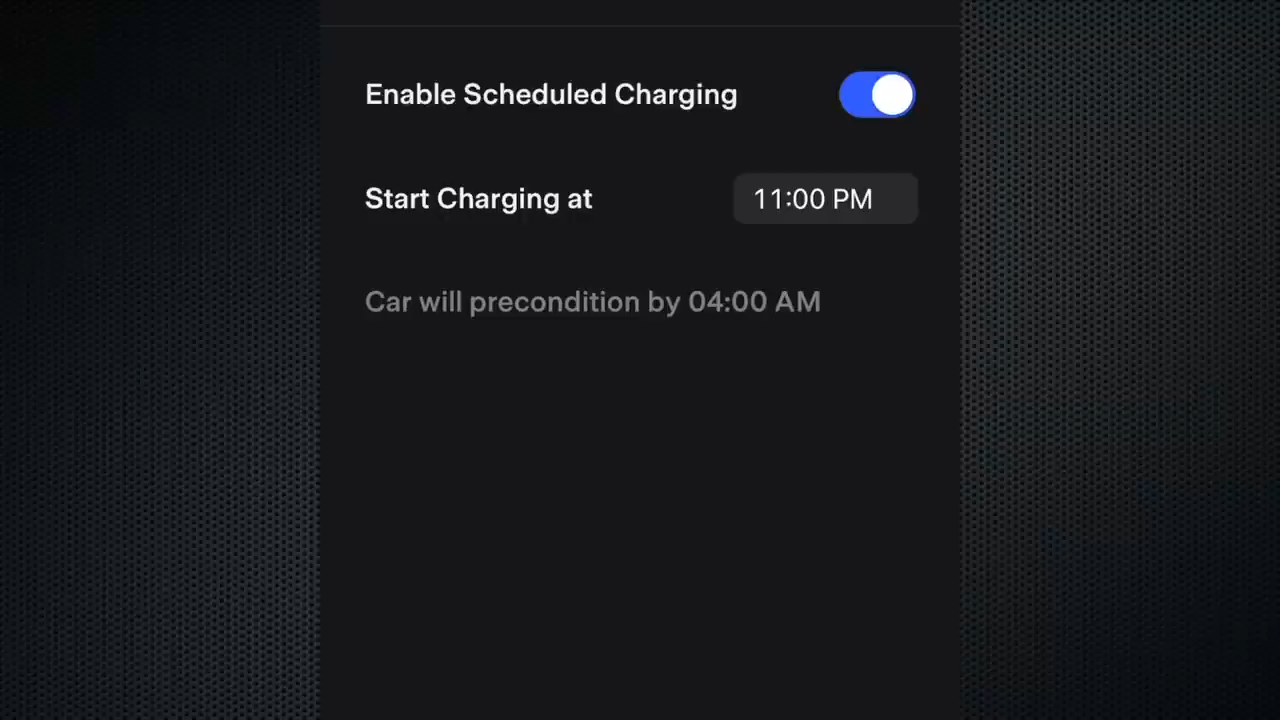 Enable Scheduled Charging
Start Charging at 11:00 PM
Car will precondition by 04:00 AM